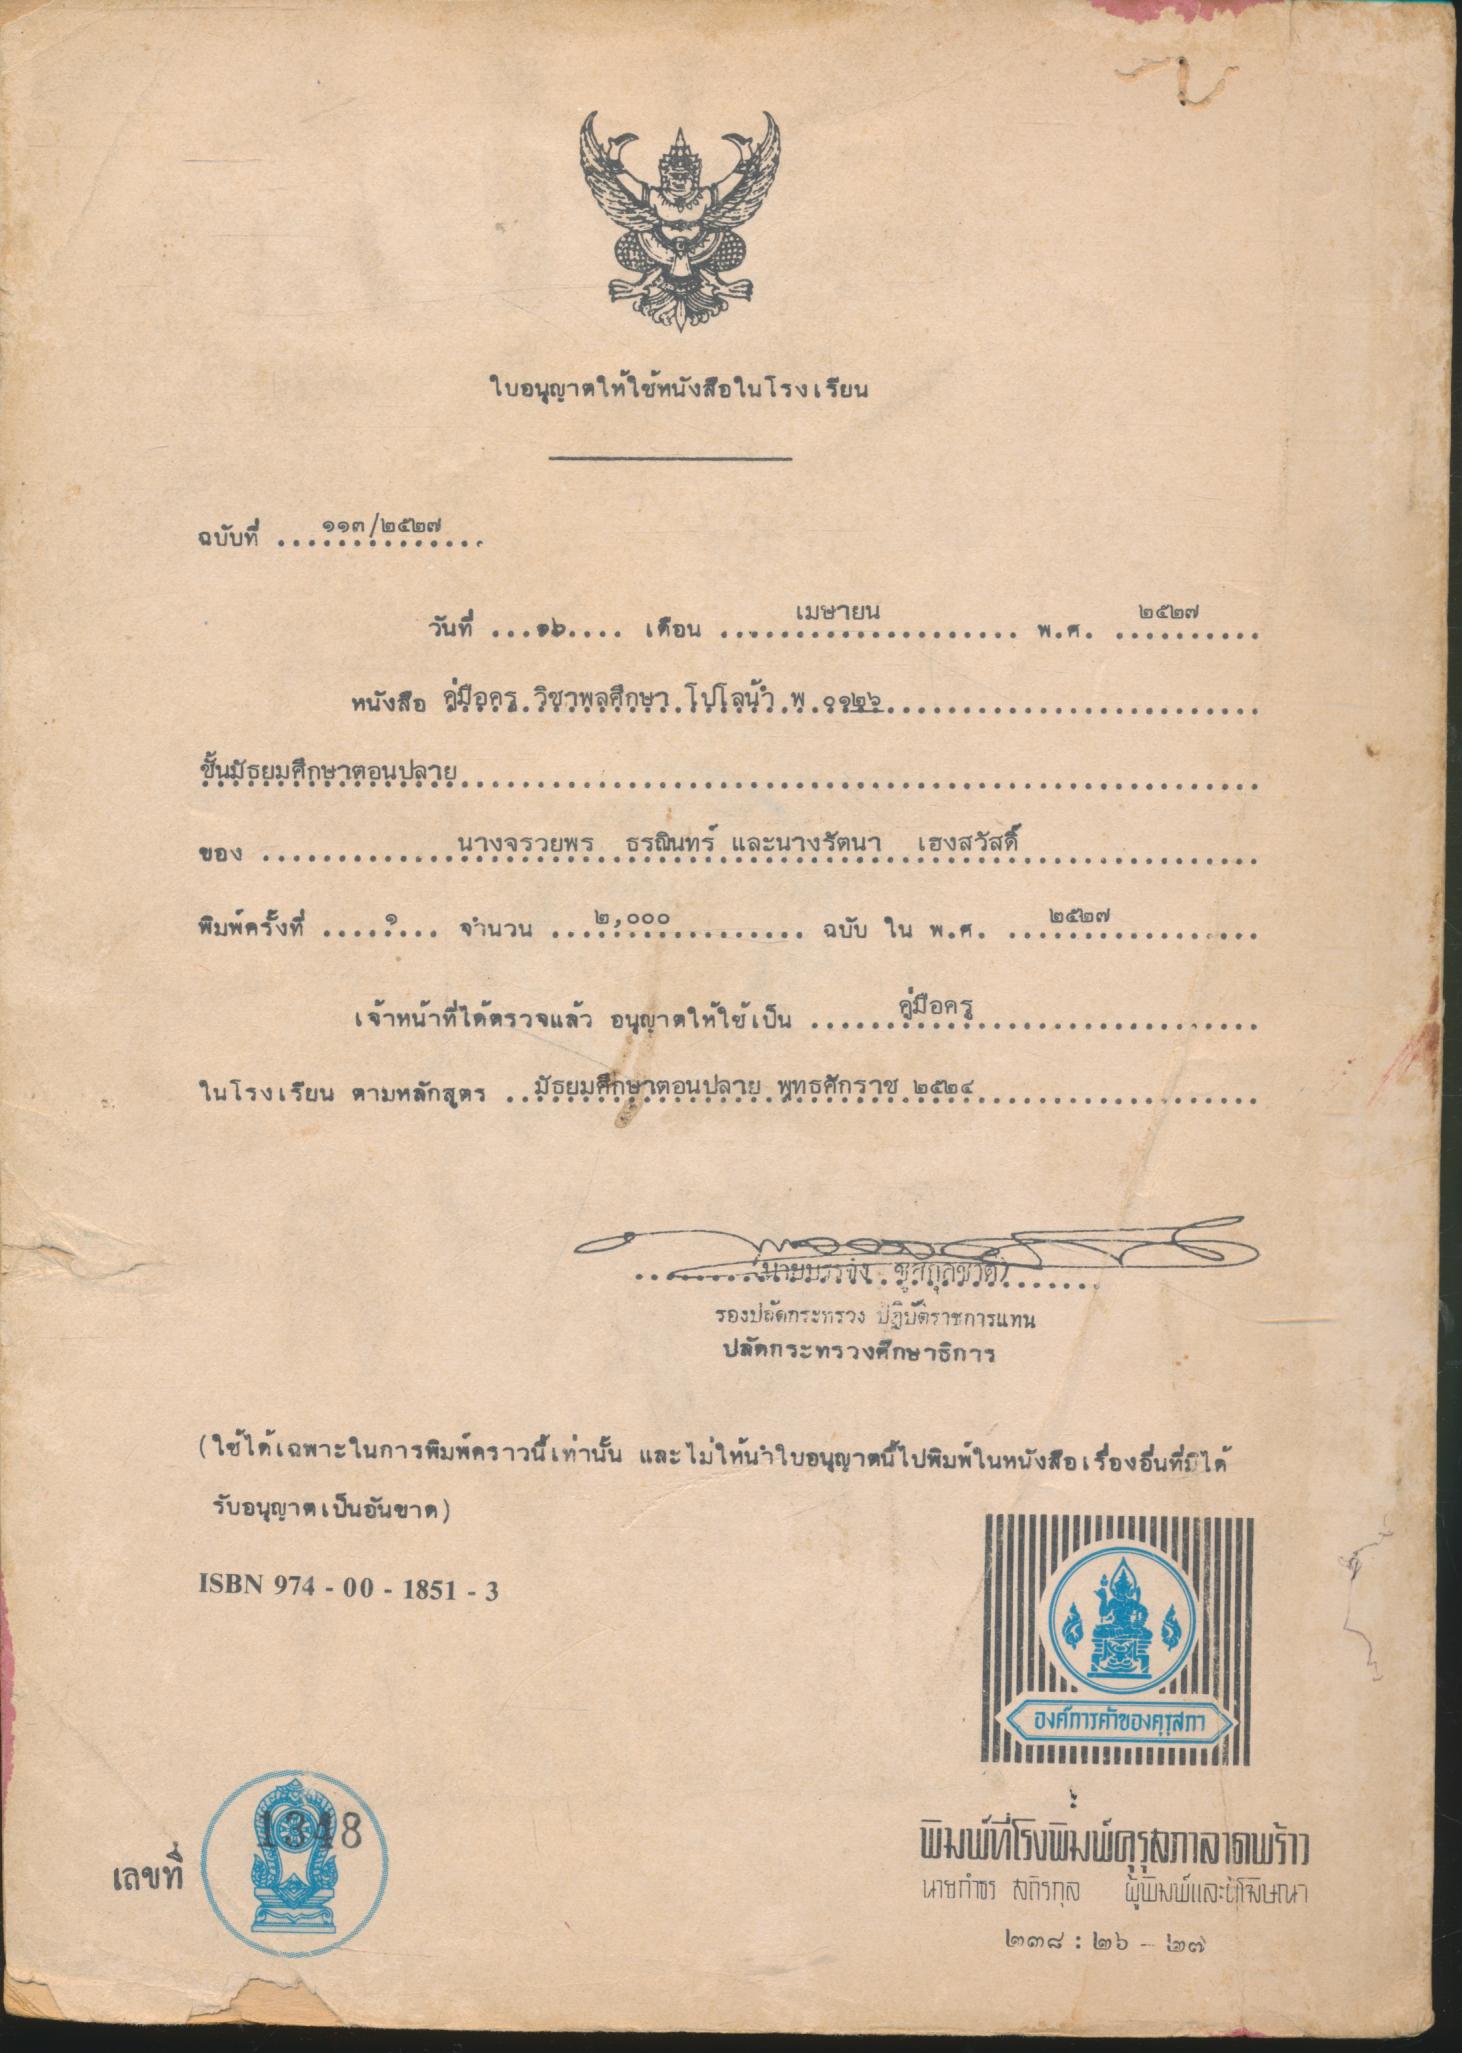 ใบอนุญาตให้ใช้หนังสือในโรงเรียน
ฉบับที่ ๑๑๓/๒๕๒๗
วันที่ ๑๖ เดือน เมษายน พ.ศ. ๒๕๒๗
หนังสือ คู่มือครู วิชาพลศึกษา โปโลน้ำ พ ๐๑๒๖
ชั้นมัธยมศึกษาตอนปลาย
ของ นางจรวยพร ธรณินทร์ และนางรัตนา เฮงสวัสดิ์
พิมพ์ครั้งที่ ๑ จำนวน ๒,๐๐๐ ฉบับ ใน พ.ศ. ๒๕๒๗
เจ้าหน้าที่ได้ตรวจแล้ว อนุญาตให้ใช้เป็น คู่มือครู
ในโรงเรียน ตามหลักสูตร มัธยมศึกษาตอนปลาย พุทธศักราช ๒๕๒๔
(นายบรรจง ชูสกุลชาติ)
รองปลัดกระทรวง ปฏิบัติราชการแทน
ปลัดกระทรวงศึกษาธิการ
(ใช้ได้เฉพาะในการพิมพ์คราวนี้เท่านั้น และไม่ให้นำใบอนุญาตนี้ไปพิมพ์ในหนังสือเรื่องอื่นที่มิได้
รับอนุญาตเป็นอันขาด)
ISBN 974 - 00 - 1851 - 3
องค์การค้าของคุรุสภา
เลขที่ 1348
พิมพ์ที่โรงพิมพ์คุรุสภาลาดพร้าว
นายกำธร สถิรกุล ผู้พิมพ์และผู้โฆษณา
๒๓๘ : ๒๖ - ๒๗